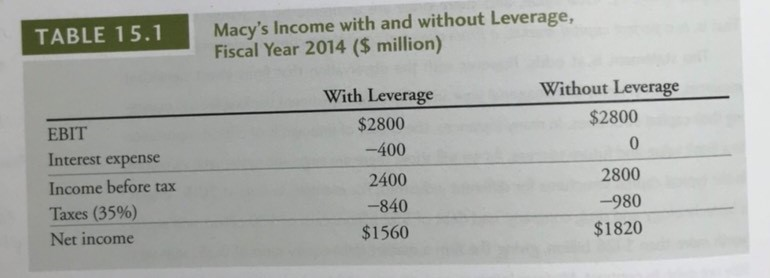 TABLE 15.1
Macy's Income with and without Leverage,
Fiscal Year 2014 ($ million)
With Leverage Without Leverage
EBIT $2800 $2800
Interest expense –400 0
Income before tax 2400 2800
Taxes (35%) –840 –980
Net income $1560 $1820